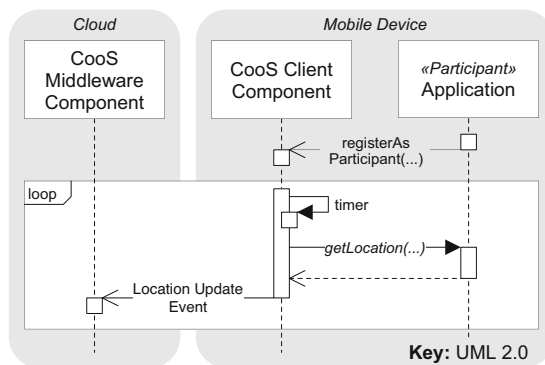 Cloud
Mobile Device
CooS
Middleware
Component
CooS Client
Component
«Participant»
Application
registerAs
Participant(...)
loop
timer
getLocation(...)
Location Update
Event
Key: UML 2.0